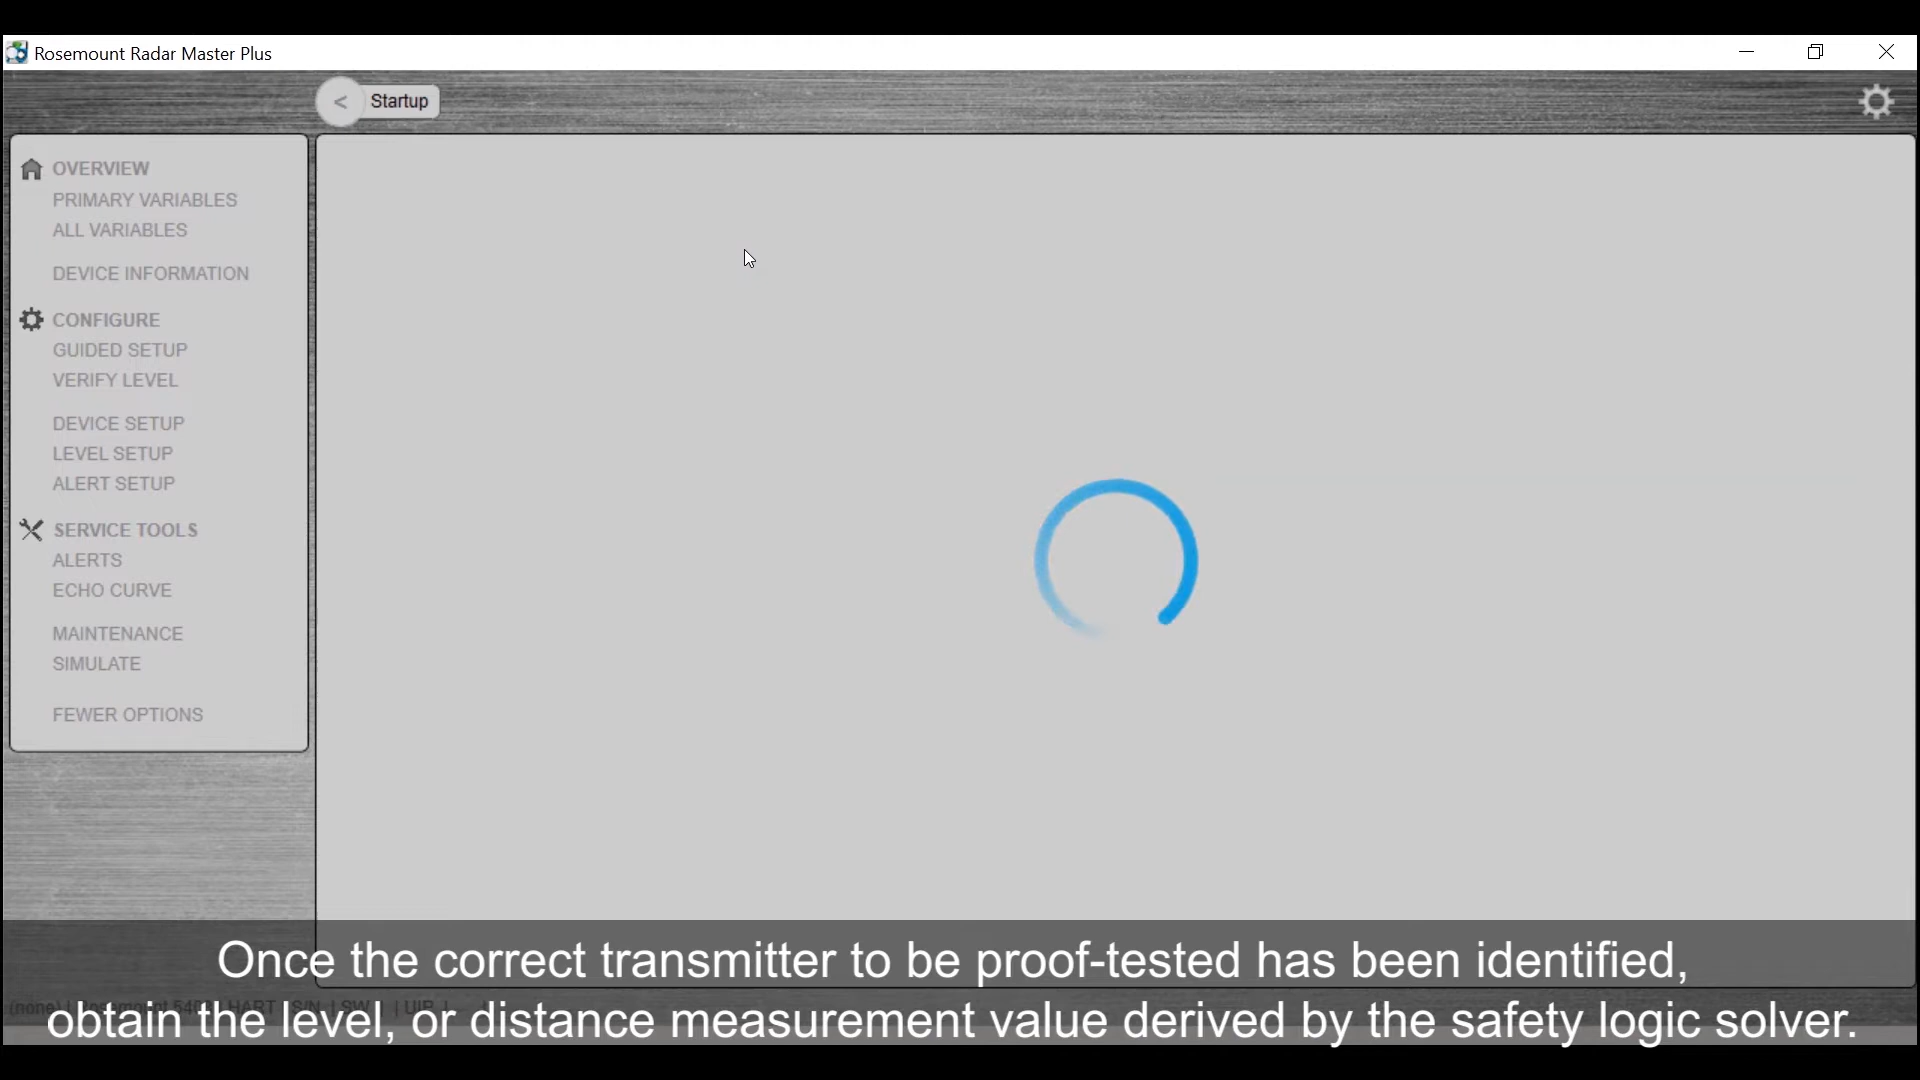 Rosemount Radar Master Plus
< Startup
OVERVIEW
PRIMARY VARIABLES
ALL VARIABLES
DEVICE INFORMATION
CONFIGURE
GUIDED SETUP
VERIFY LEVEL
DEVICE SETUP
LEVEL SETUP
ALERT SETUP
SERVICE TOOLS
ALERTS
ECHO CURVE
MAINTENANCE
SIMULATE
FEWER OPTIONS
Once the correct transmitter to be proof-tested has been identified,
obtain the level, or distance measurement value derived by the safety logic solver.